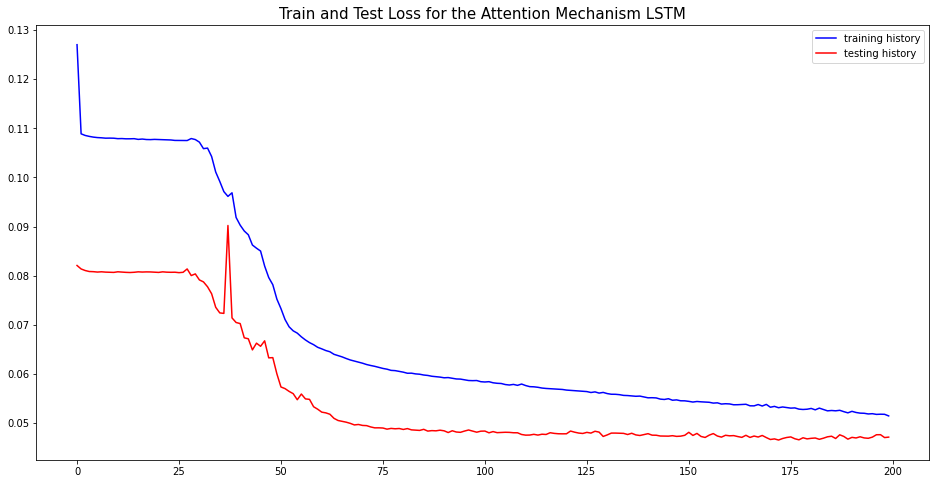 Train and Test Loss for the Attention Mechanism LSTM
training history
testing history
0.13
0.12
0.11
0.10
0.09
0.08
0.07
0.06
0.05
0 25 50 75 100 125 150 175 200